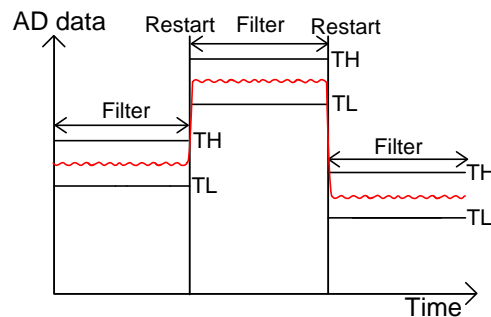 AD data
Restart
Filter
Restart
TH
TL
Filter
TH
TL
Filter
TH
TL
Time